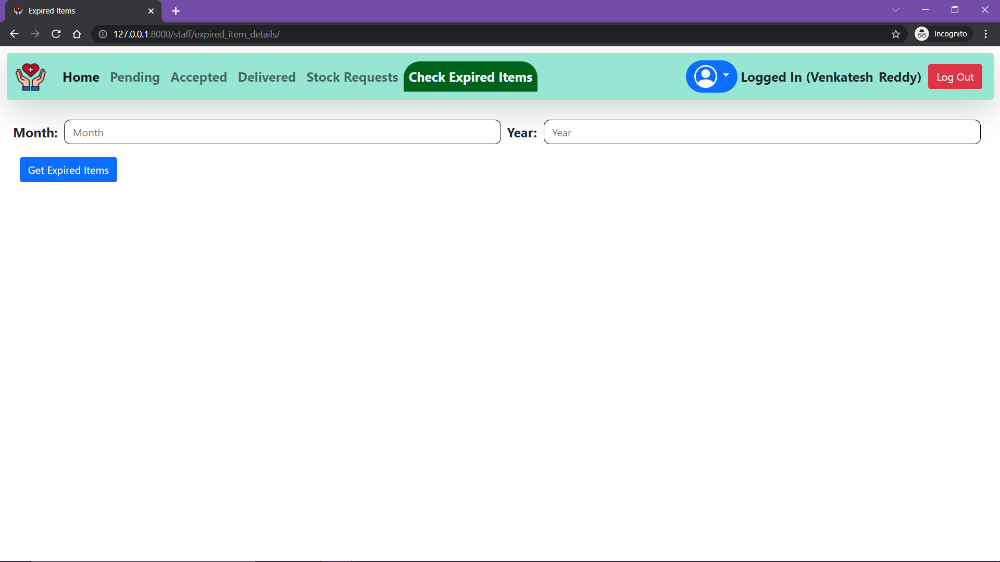 Expired Items
127.0.0.1:8000/staff/expired_item_details/
Incognito
Home Pending Accepted Delivered Stock Requests Check Expired Items Logged In (Venkatesh_Reddy) Log Out
Month: Month Year: Year
Get Expired Items